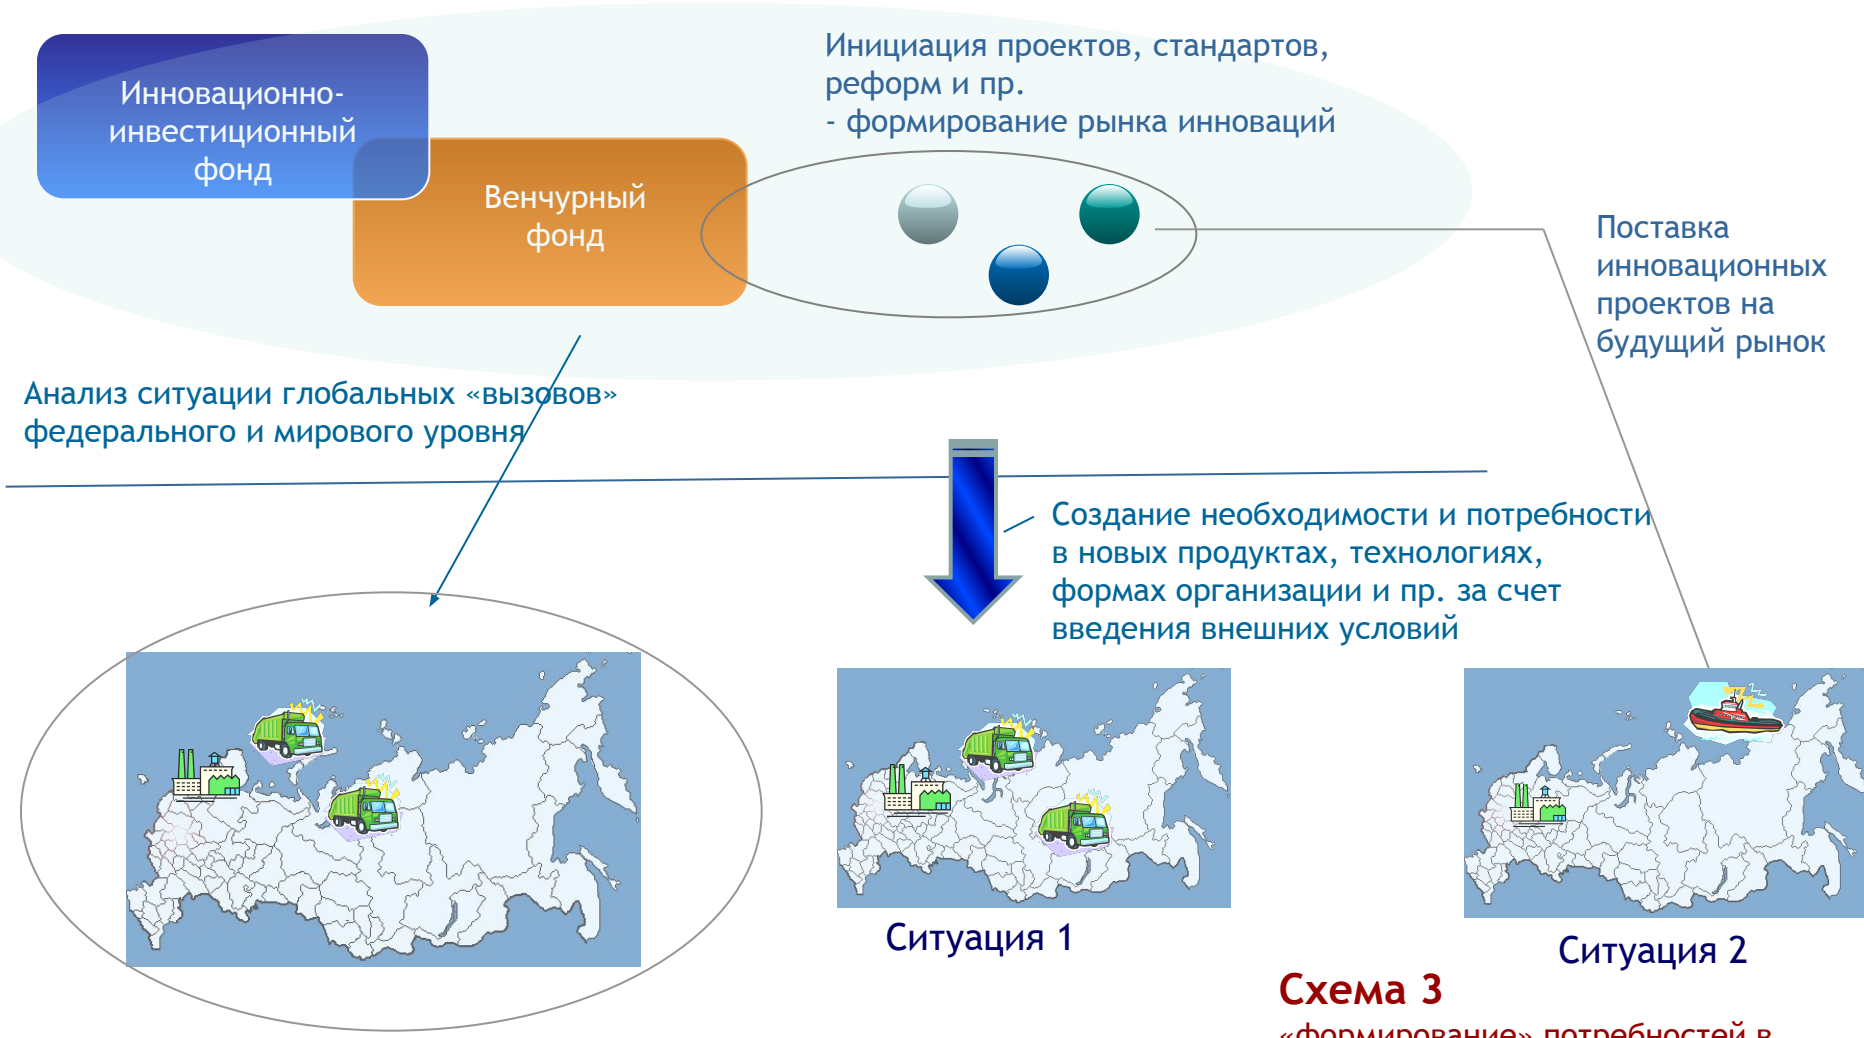 Инновационно-
инвестиционный
фонд
Венчурный
фонд
Инициация проектов, стандартов,
реформ и пр.
- формирование рынка инноваций
Поставка
инновационных
проектов на
будущий рынок
Анализ ситуации глобальных «вызовов»
федерального и мирового уровня
Создание необходимости и потребности
в новых продуктах, технологиях,
формах организации и пр. за счет
введения внешних условий
Ситуация 1
Ситуация 2
Схема 3
«формирование» потребностей в